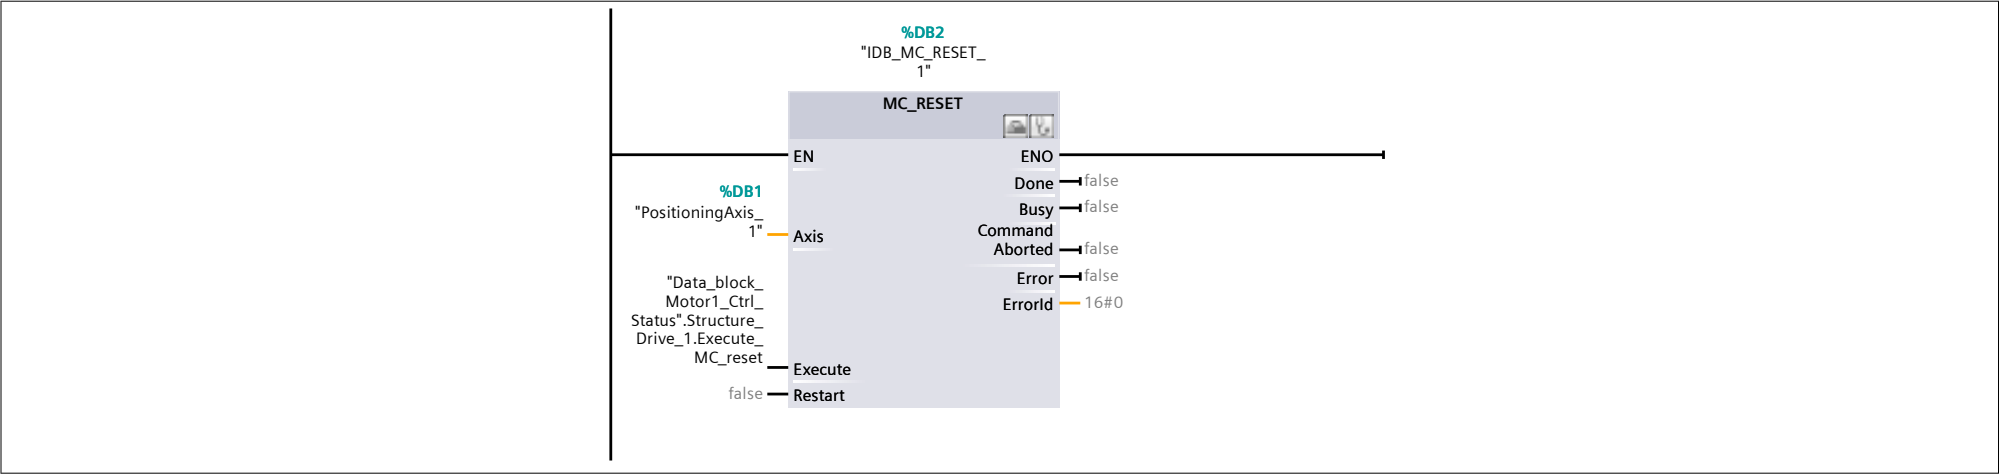 %DB2
"IDB_MC_RESET_
1"
MC_RESET
EN
ENO
%DB1
"PositioningAxis_
1"
Axis
"Data_block_
Motor1_Ctrl_
Status".Structure_
Drive_1.Execute_
MC_reset
Execute
false
Restart
Done
false
Busy
false
Command
Aborted
false
Error
false
ErrorId
16#0